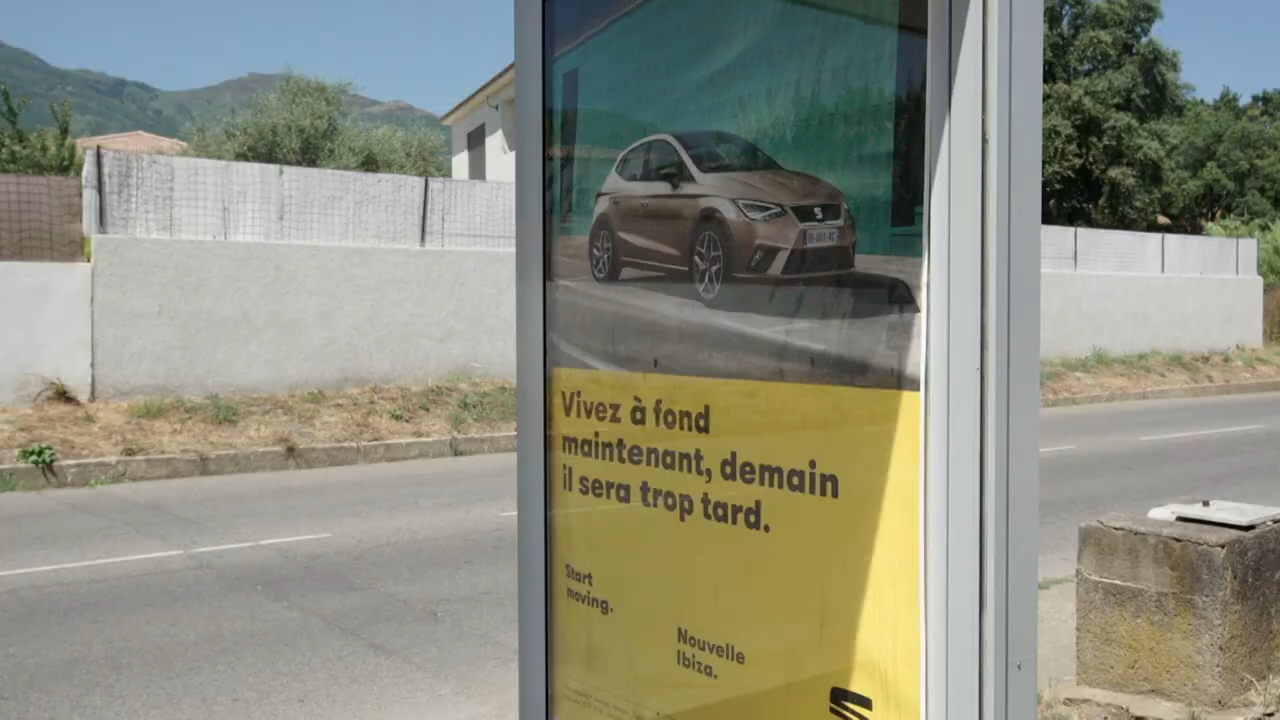 Vivez à fond
maintenant, demain
il sera trop tard.
Start
moving.
Nouvelle
Ibiza.